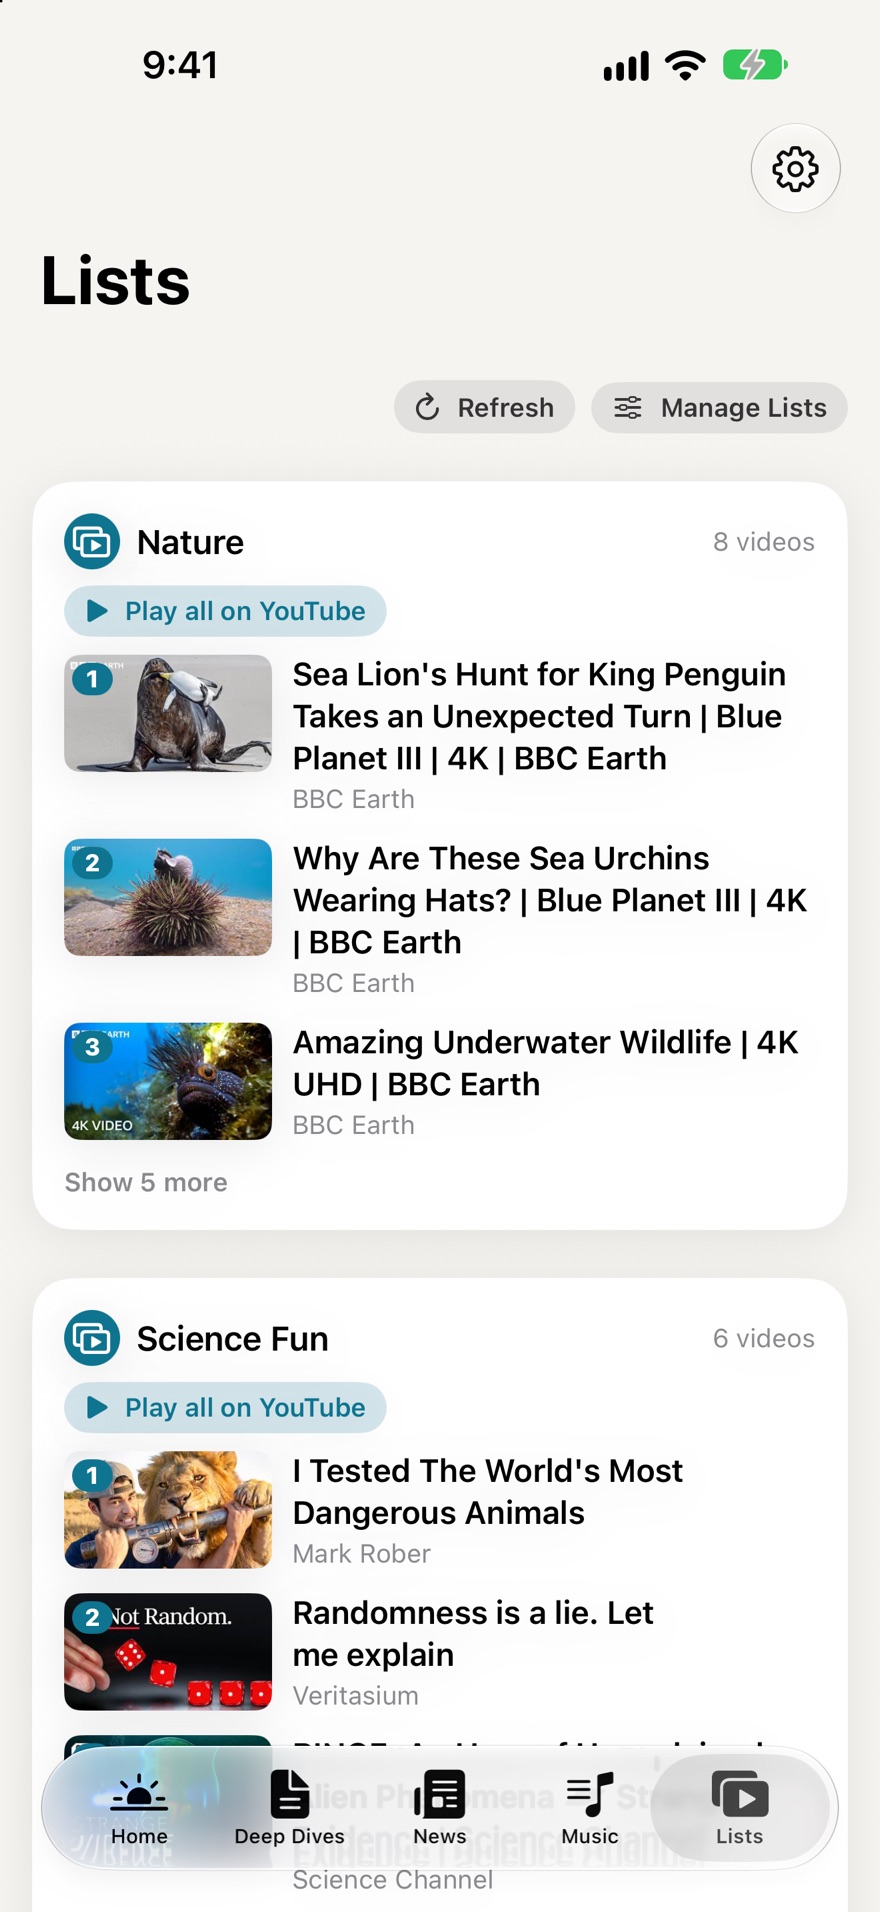 9:41
Lists
Refresh
Manage Lists
Nature
8 videos
Play all on YouTube
1
Sea Lion's Hunt for King Penguin
Takes an Unexpected Turn | Blue
Planet III | 4K | BBC Earth
BBC Earth
2
Why Are These Sea Urchins
Wearing Hats? | Blue Planet III | 4K
| BBC Earth
BBC Earth
3
4K VIDEO
Amazing Underwater Wildlife | 4K
UHD | BBC Earth
BBC Earth
Show 5 more
Science Fun
6 videos
Play all on YouTube
1
I Tested The World's Most
Dangerous Animals
Mark Rober
2
Not Random.
Randomness is a lie. Let
me explain
Veritasium
Alien Phenomena
Evidence | Science Channel
Science Channel
Home
Deep Dives
News
Music
Lists